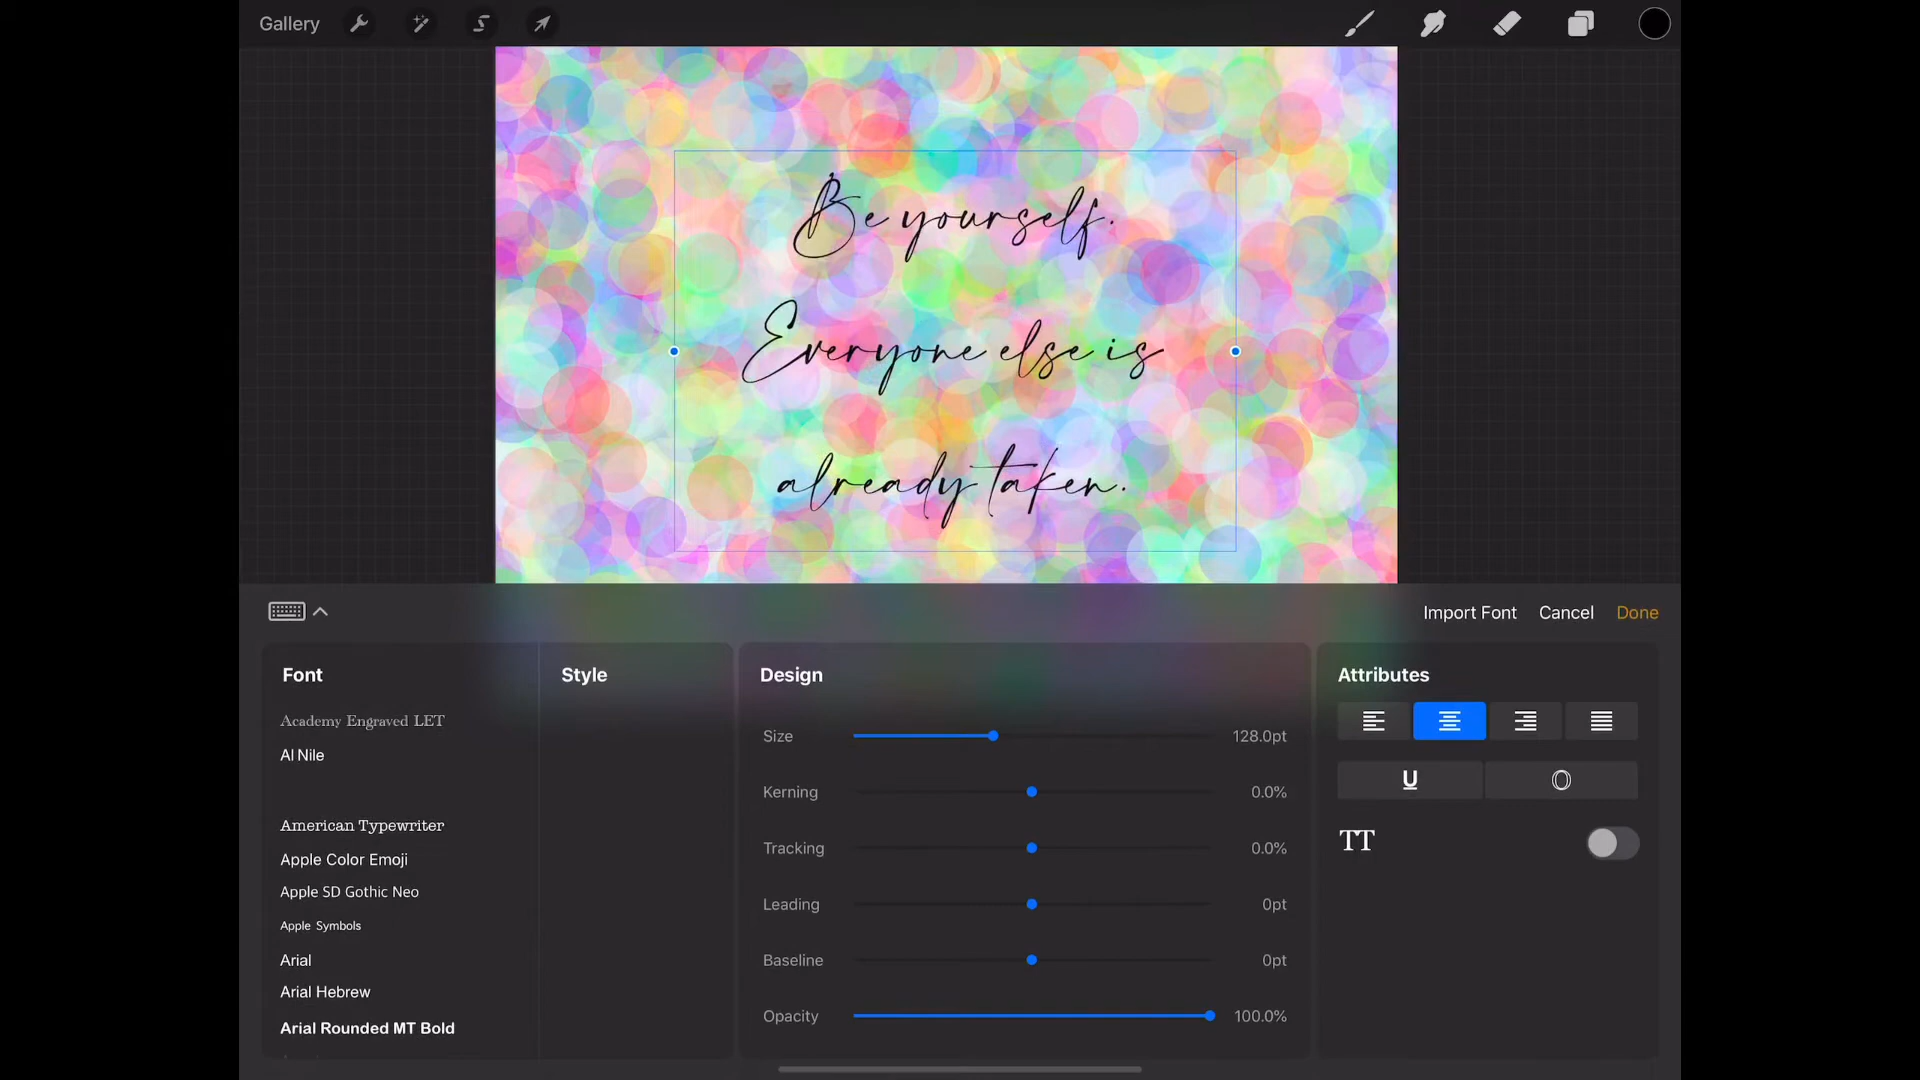 Gallery
Be yourself.
Everyone else is
already taken.
Import Font Cancel Done
Font
Academy Engraved LET
Al Nile
American Typewriter
Apple Color Emoji
Apple SD Gothic Neo
Apple Symbols
Arial
Arial Hebrew
Arial Rounded MT Bold
Style
Design
Size 128.0pt
Kerning 0.0%
Tracking 0.0%
Leading 0pt
Baseline 0pt
Opacity 100.0%
Attributes
U O
TT